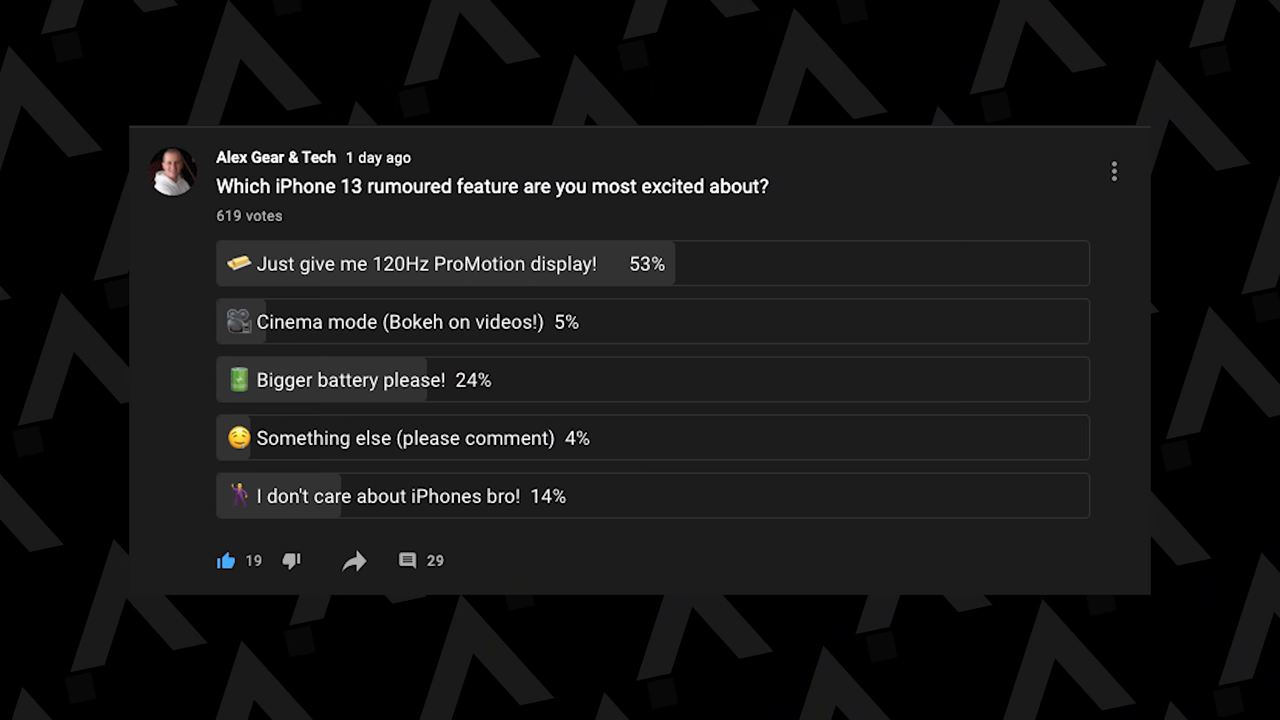 Alex Gear & Tech 1 day ago
Which iPhone 13 rumoured feature are you most excited about?
619 votes
Just give me 120Hz ProMotion display! 53%
Cinema mode (Bokeh on videos!) 5%
Bigger battery please! 24%
Something else (please comment) 4%
I don't care about iPhones bro! 14%
19 29